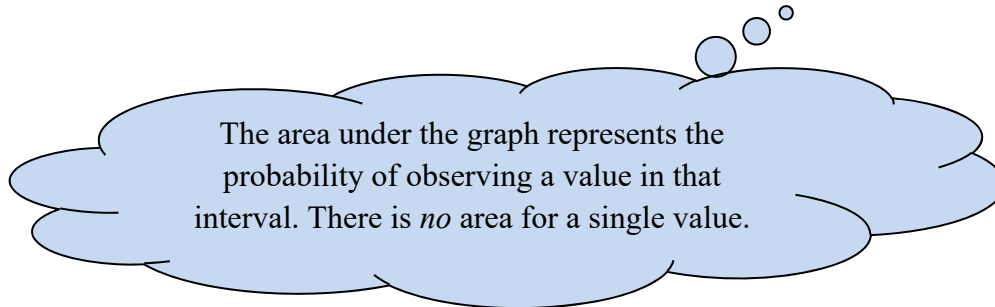 The area under the graph represents the
probability of observing a value in that
interval. There is no area for a single value.